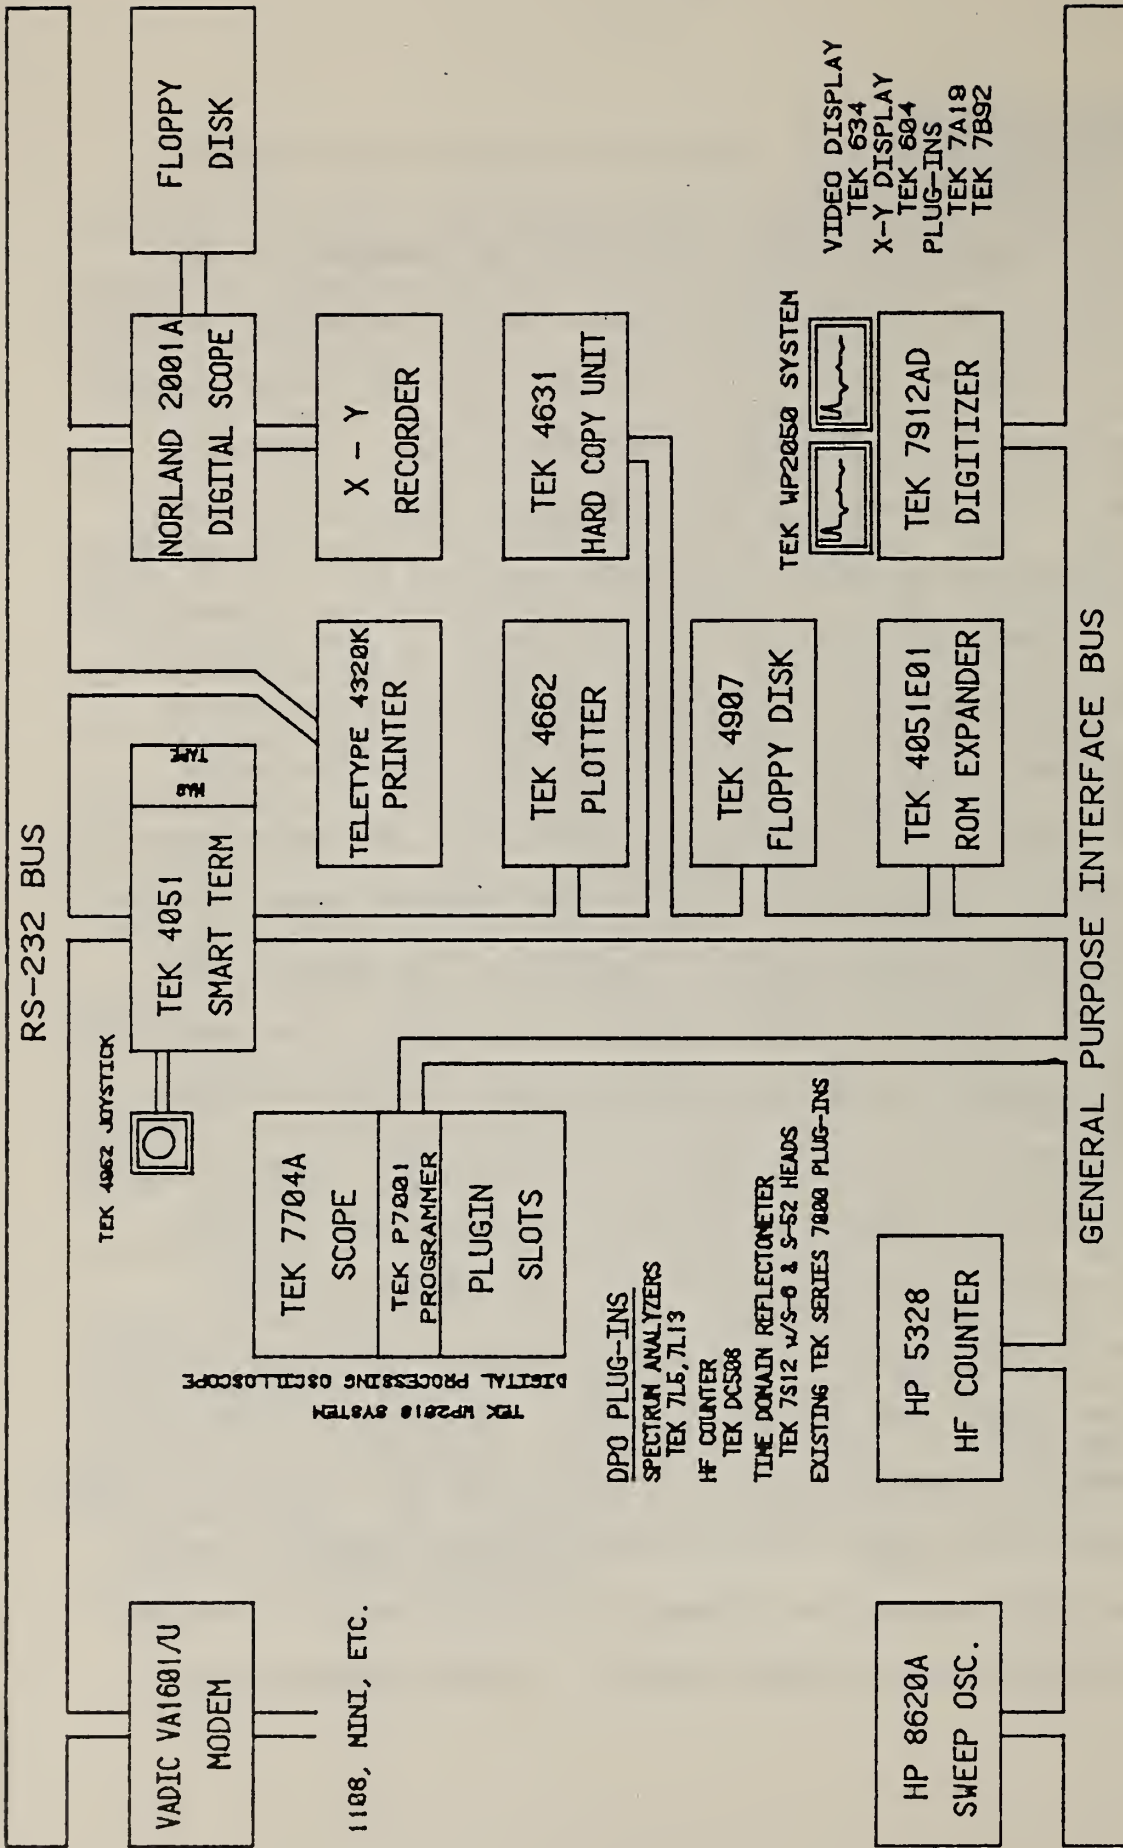 RS-232 BUS
VADIC VA1601/U
MODEM
1108, MINI, ETC.
TEK 4962 JOYSTICK
TEK 4051
SMART TERM
MAG
TAPE
NORLAND 2001A
DIGITAL SCOPE
FLOPPY
DISK
TEK WP2010 SYSTEM
DIGITAL PROCESSING OSCILLOSCOPE
TEK 7704A
SCOPE
TEK P7001
PROGRAMMER
PLUGIN
SLOTS
TELETYPE 4320K
PRINTER
X - Y
RECORDER
TEK 4662
PLOTTER
TEK 4631
HARD COPY UNIT
DPO PLUG-INS
SPECTRUM ANALYZERS
TEK 7L5,7L13
HF COUNTER
TEK DC508
TIME DOMAIN REFLECTOMETER
TEK 7S12 w/S-6 & S-52 HEADS
EXISTING TEK SERIES 7000 PLUG-INS
TEK 4907
FLOPPY DISK
TEK WP2050 SYSTEM
VIDEO DISPLAY
TEK 634
X-Y DISPLAY
TEK 604
PLUG-INS
TEK 7A19
TEK 7B92
HP 8620A
SWEEP OSC.
HP 5328
HF COUNTER
TEK 4051E01
ROM EXPANDER
TEK 7912AD
DIGITIZER
GENERAL PURPOSE INTERFACE BUS